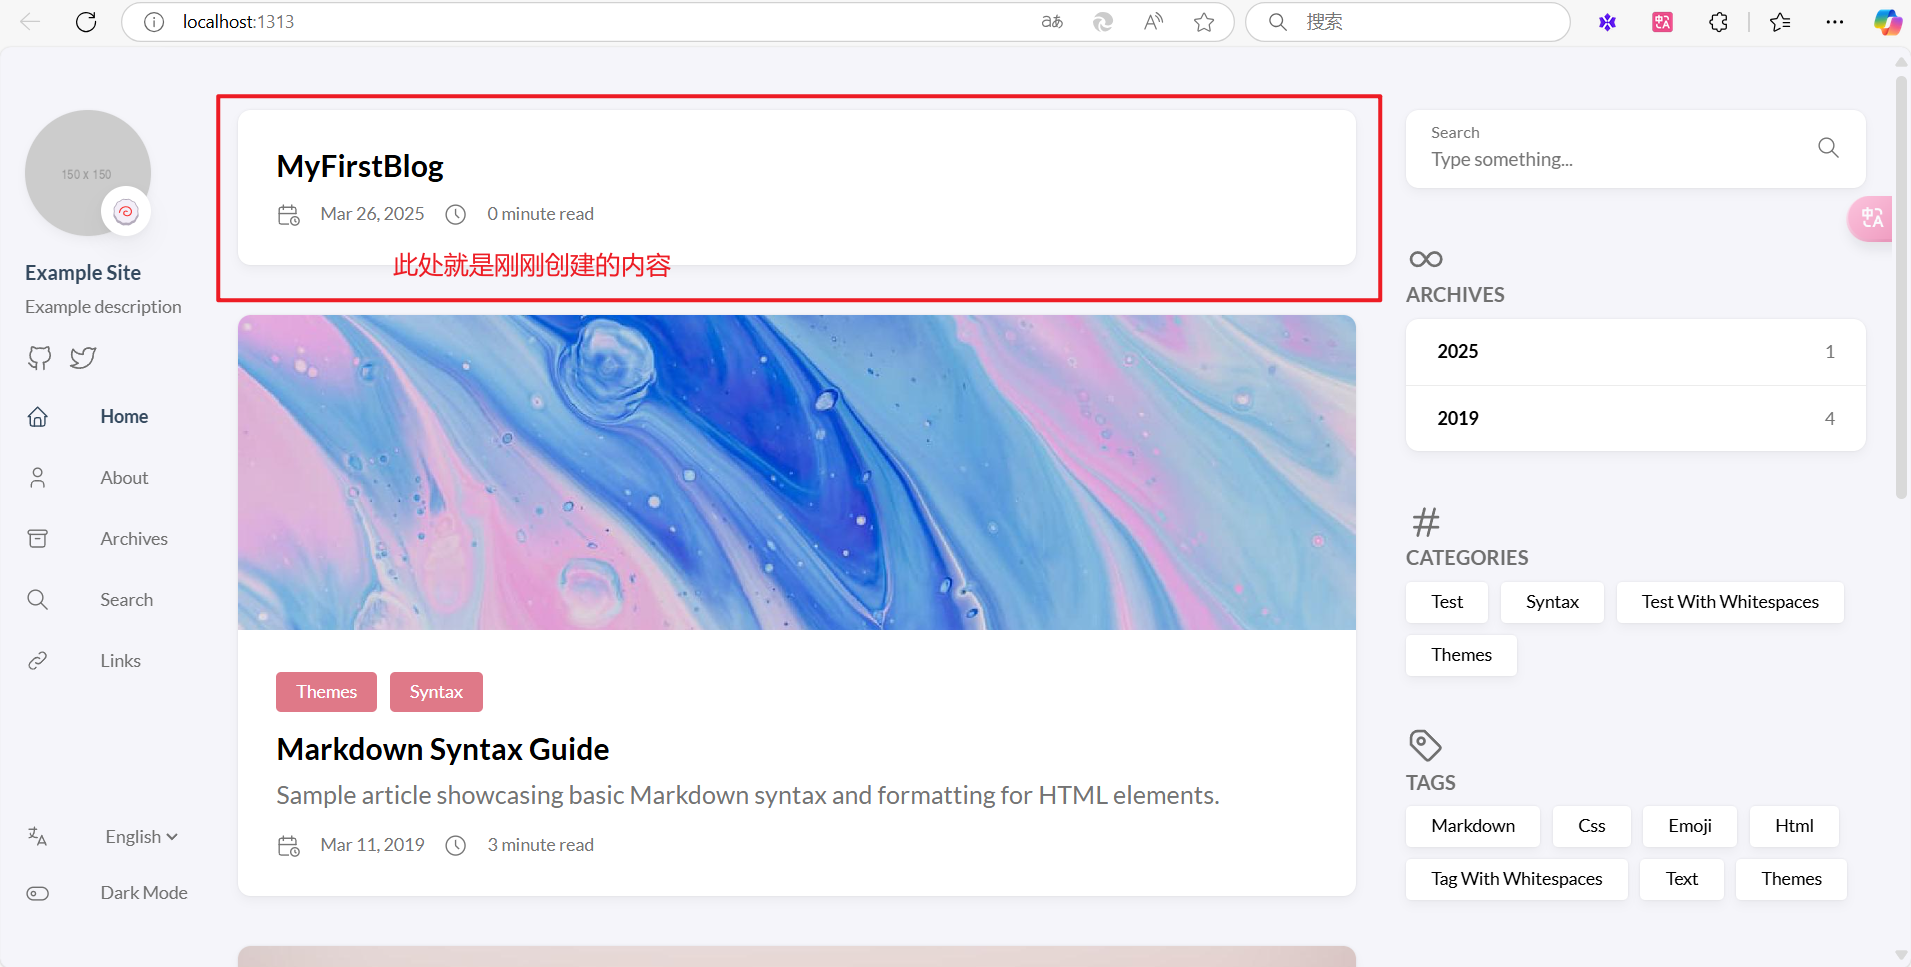 localhost:1313
aあ
A
搜索
150 x 150
Example Site
Example description
Home
About
Archives
Search
Links
English
Dark Mode
MyFirstBlog
Mar 26, 2025
0 minute read
此处就是刚刚创建的内容
Themes
Syntax
Markdown Syntax Guide
Sample article showcasing basic Markdown syntax and formatting for HTML elements.
Mar 11, 2019
3 minute read
Search
Type something...
中A
ARCHIVES
2025 1
2019 4
CATEGORIES
Test Syntax Test With Whitespaces
Themes
TAGS
Markdown Css Emoji Html
Tag With Whitespaces Text Themes